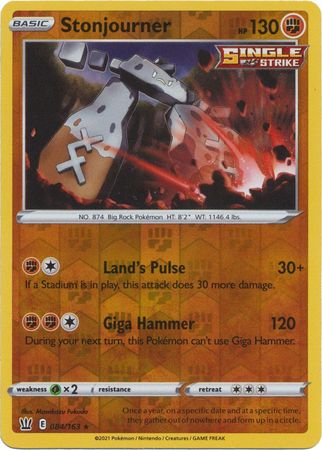 BASIC
Stonjourner
HP 130
SINGLE
STRIKE
NO. 874 Big Rock Pokémon HT: 8'2" WT: 1146.4 lbs.
Land's Pulse 30+
If a Stadium is in play, this attack does 30 more damage.
Giga Hammer 120
During your next turn, this Pokémon can't use Giga Hammer.
weakness ×2 resistance retreat
Illus. Mamkazu Fukuda
Once a year, on a specific date and at a specific time,
they gather out of nowhere and form up in a circle.
E 084/163 ★
©2021 Pokémon / Nintendo / Creatures / GAME FREAK